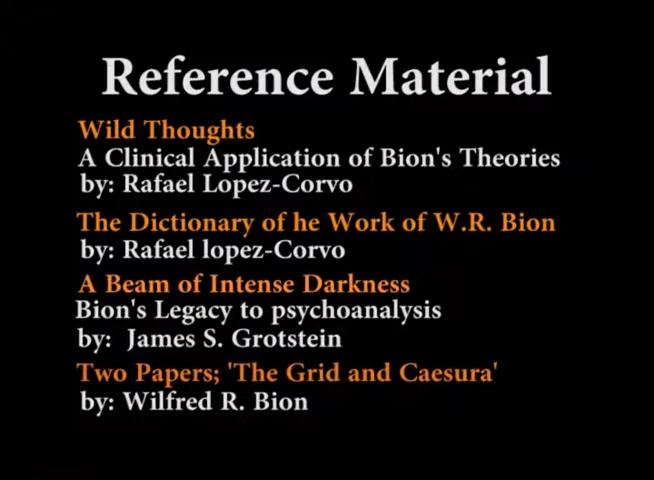 Reference Material
Wild Thoughts
A Clinical Application of Bion's Theories
by: Rafael Lopez-Corvo
The Dictionary of he Work of W.R. Bion
by: Rafael lopez-Corvo
A Beam of Intense Darkness
Bion's Legacy to psychoanalysis
by: James S. Grotstein
Two Papers; 'The Grid and Caesura'
by: Wilfred R. Bion